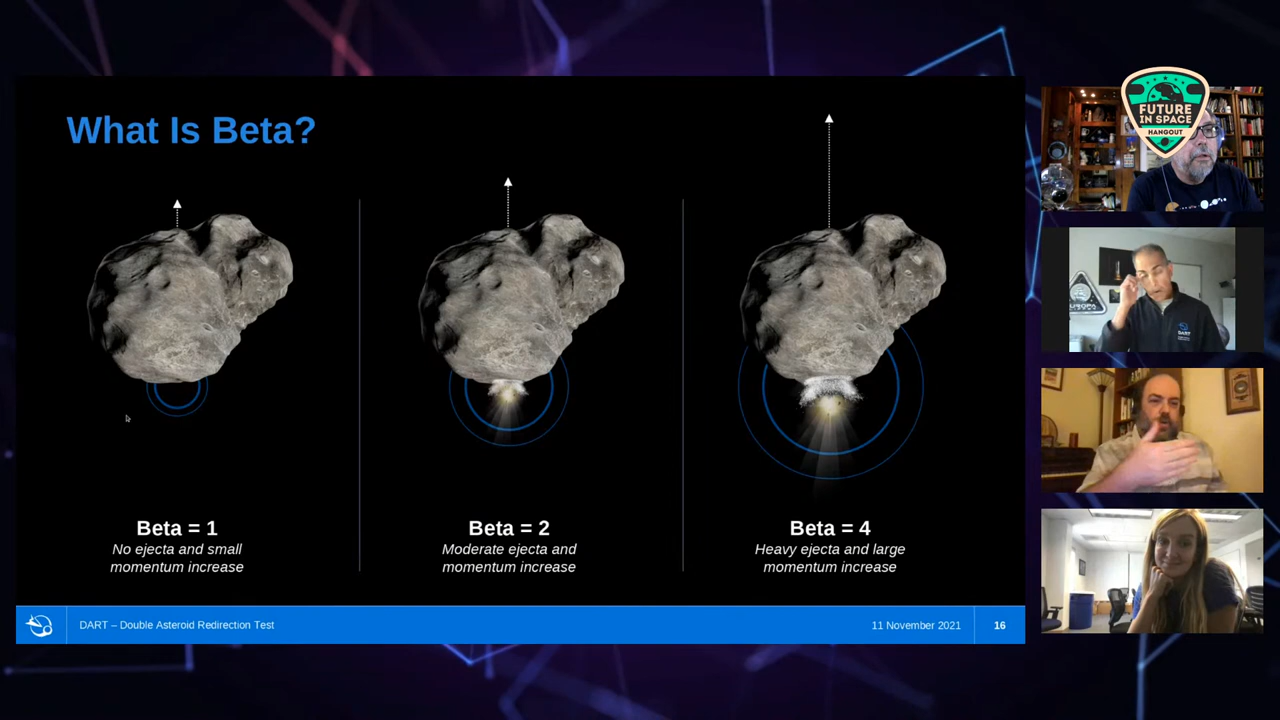 What Is Beta?
Beta = 1
No ejecta and small
momentum increase
Beta = 2
Moderate ejecta and
momentum increase
Beta = 4
Heavy ejecta and large
momentum increase
DART – Double Asteroid Redirection Test
11 November 2021
16
FUTURE
IN SPACE
HANGOUT
DART